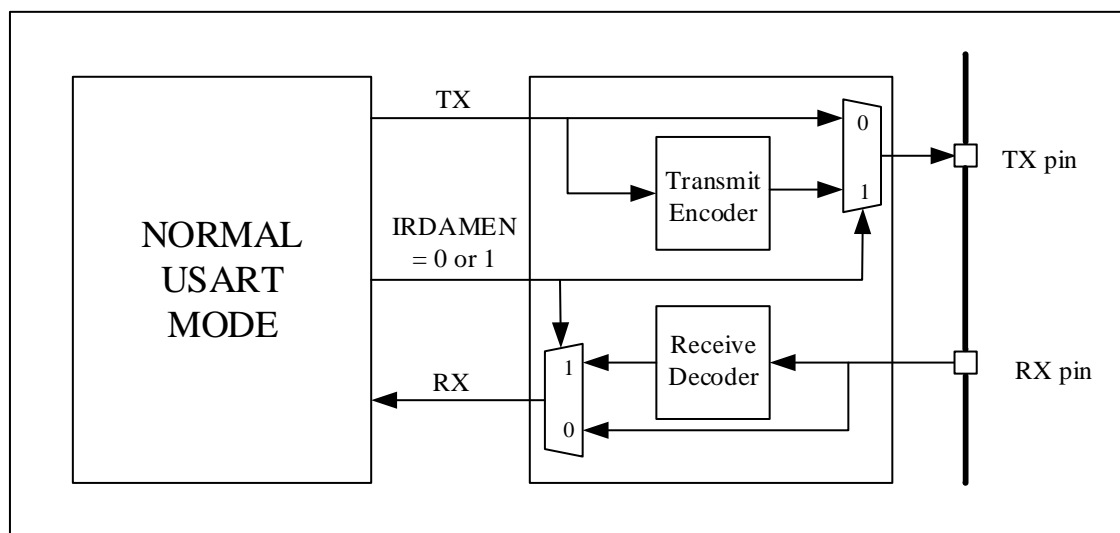 TX
0
Transmit
Encoder
1
TX pin
NORMAL
USART
MODE
IRDAMEN
= 0 or 1
Receive
Decoder
1
RX
0
RX pin